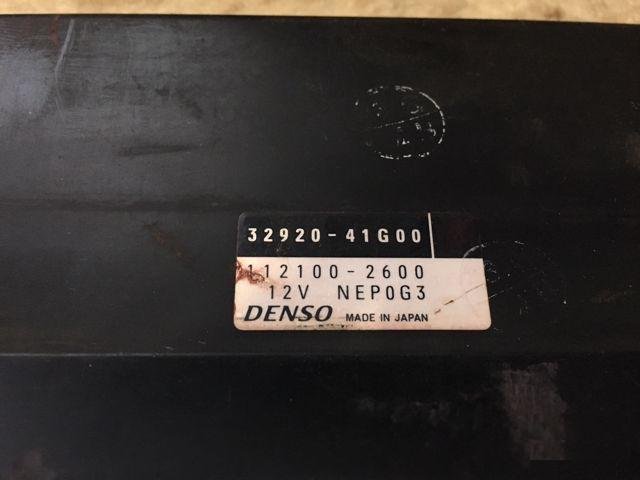 32920-41G00
112100-2600
12V NEP0G3
DENSO MADE IN JAPAN